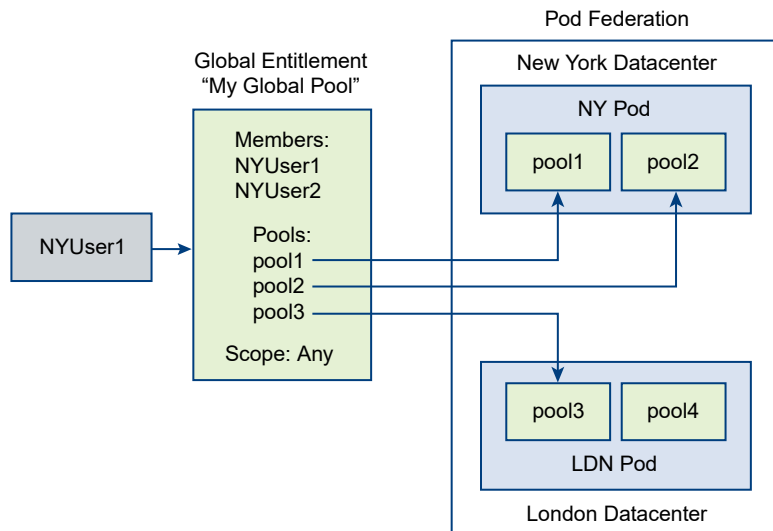 Pod Federation
Global Entitlement
“My Global Pool”
Members:
NYUser1
NYUser2
Pools:
pool1
pool2
pool3
Scope: Any
NYUser1
New York Datacenter
NY Pod
pool1
pool2
pool3
pool4
LDN Pod
London Datacenter